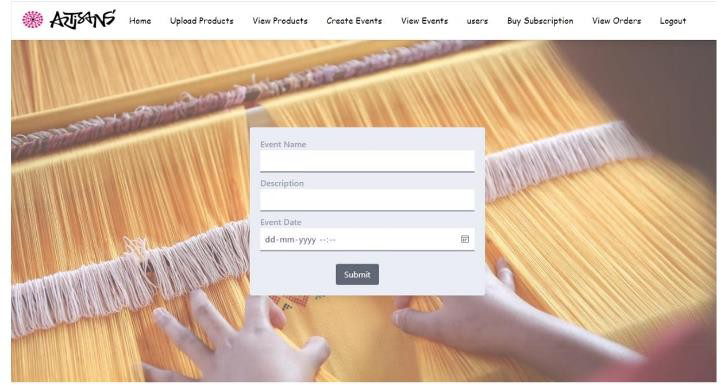 ARTISANS Home Upload Products View Products Create Events View Events users Buy Subscription View Orders Logout
Event Name
Description
Event Date
dd-mm-yyyy --:--
Submit